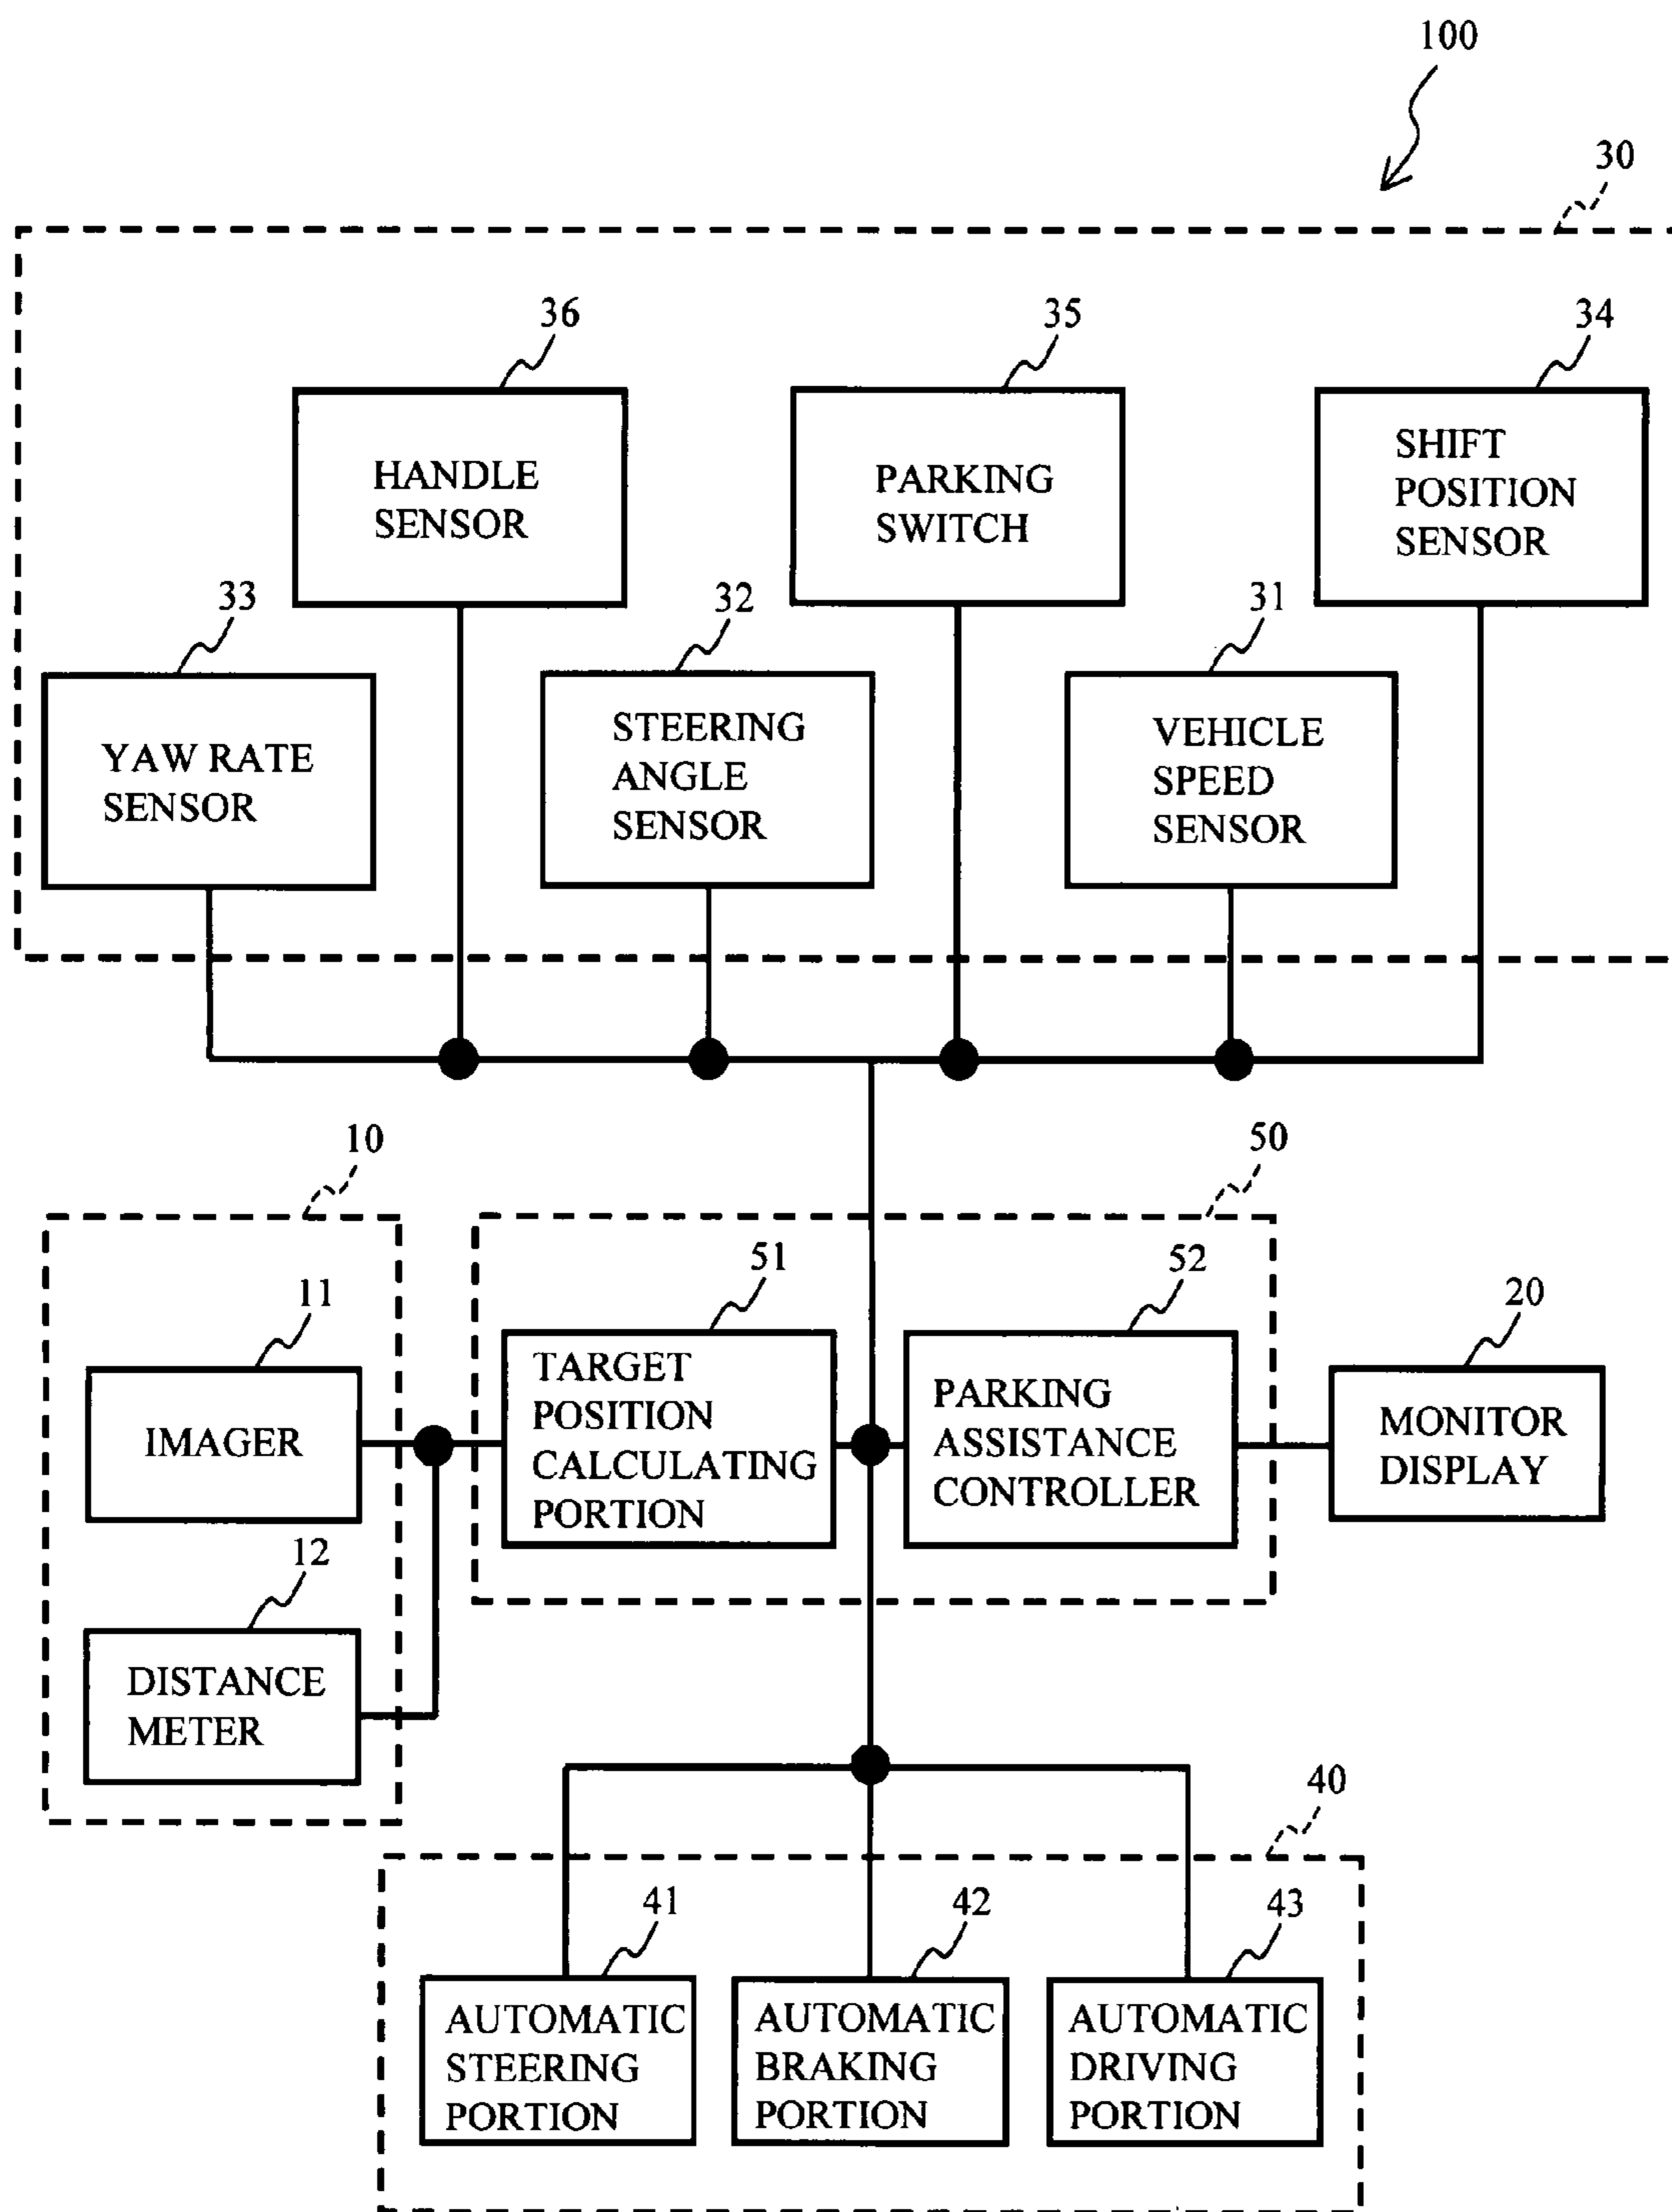 100
30
36
35
34
HANDLE
SENSOR
PARKING
SWITCH
SHIFT
POSITION
SENSOR
33
32
31
YAW RATE
SENSOR
STEERING
ANGLE
SENSOR
VEHICLE
SPEED
SENSOR
10
50
11
51
52
20
IMAGER
TARGET
POSITION
CALCULATING
PORTION
PARKING
ASSISTANCE
CONTROLLER
MONITOR
DISPLAY
12
DISTANCE
METER
40
41
42
43
AUTOMATIC
STEERING
PORTION
AUTOMATIC
BRAKING
PORTION
AUTOMATIC
DRIVING
PORTION